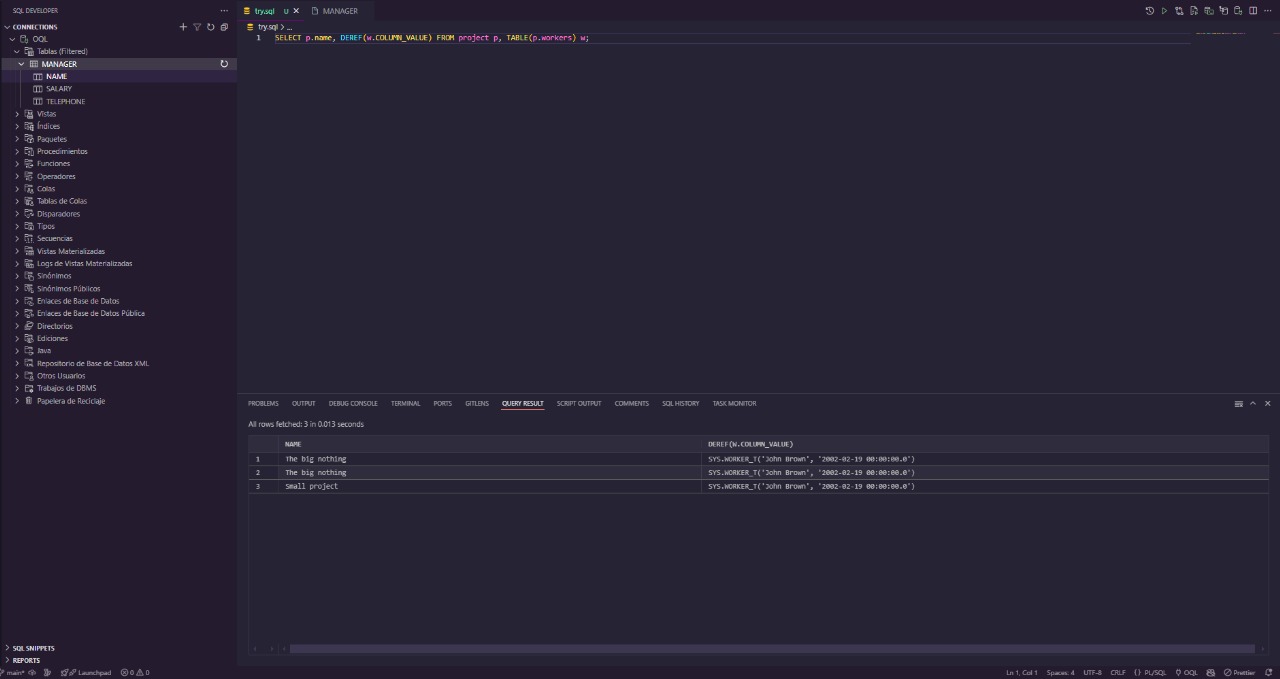 SQL DEVELOPER
CONNECTIONS
OQL
Tablas (Filtered)
MANAGER
NAME
SALARY
TELEPHONE
Vistas
Índices
Paquetes
Procedimientos
Funciones
Operadores
Colas
Tablas de Colas
Disparadores
Tipos
Secuencias
Vistas Materializadas
Logs de Vistas Materializadas
Sinónimos
Sinónimos Públicos
Enlaces de Base de Datos
Enlaces de Base de Datos Pública
Directorios
Ediciones
Java
Repositorio de Base de Datos XML
Otros Usuarios
Trabajos de DBMS
Papelera de Reciclaje
SQL SNIPPETS
REPORTS
try.sql U MANAGER
try.sql > ...
1 SELECT p.name, DEREF(w.COLUMN_VALUE) FROM project p, TABLE(p.workers) w;
PROBLEMS OUTPUT DEBUG CONSOLE TERMINAL PORTS GITLENS QUERY RESULT SCRIPT OUTPUT COMMENTS SQL HISTORY TASK MONITOR
All rows fetched: 3 in 0.013 seconds
NAME DEREF(W.COLUMN_VALUE)
1 The big nothing SYS.WORKER_T('John Brown', '2002-02-19 00:00:00.0')
2 The big nothing SYS.WORKER_T('John Brown', '2002-02-19 00:00:00.0')
3 Small project SYS.WORKER_T('John Brown', '2002-02-19 00:00:00.0')
main* Launchpad 0 0 Ln 1, Col 1 Spaces: 4 UTF-8 CRLF {} PL/SQL OQL Prettier